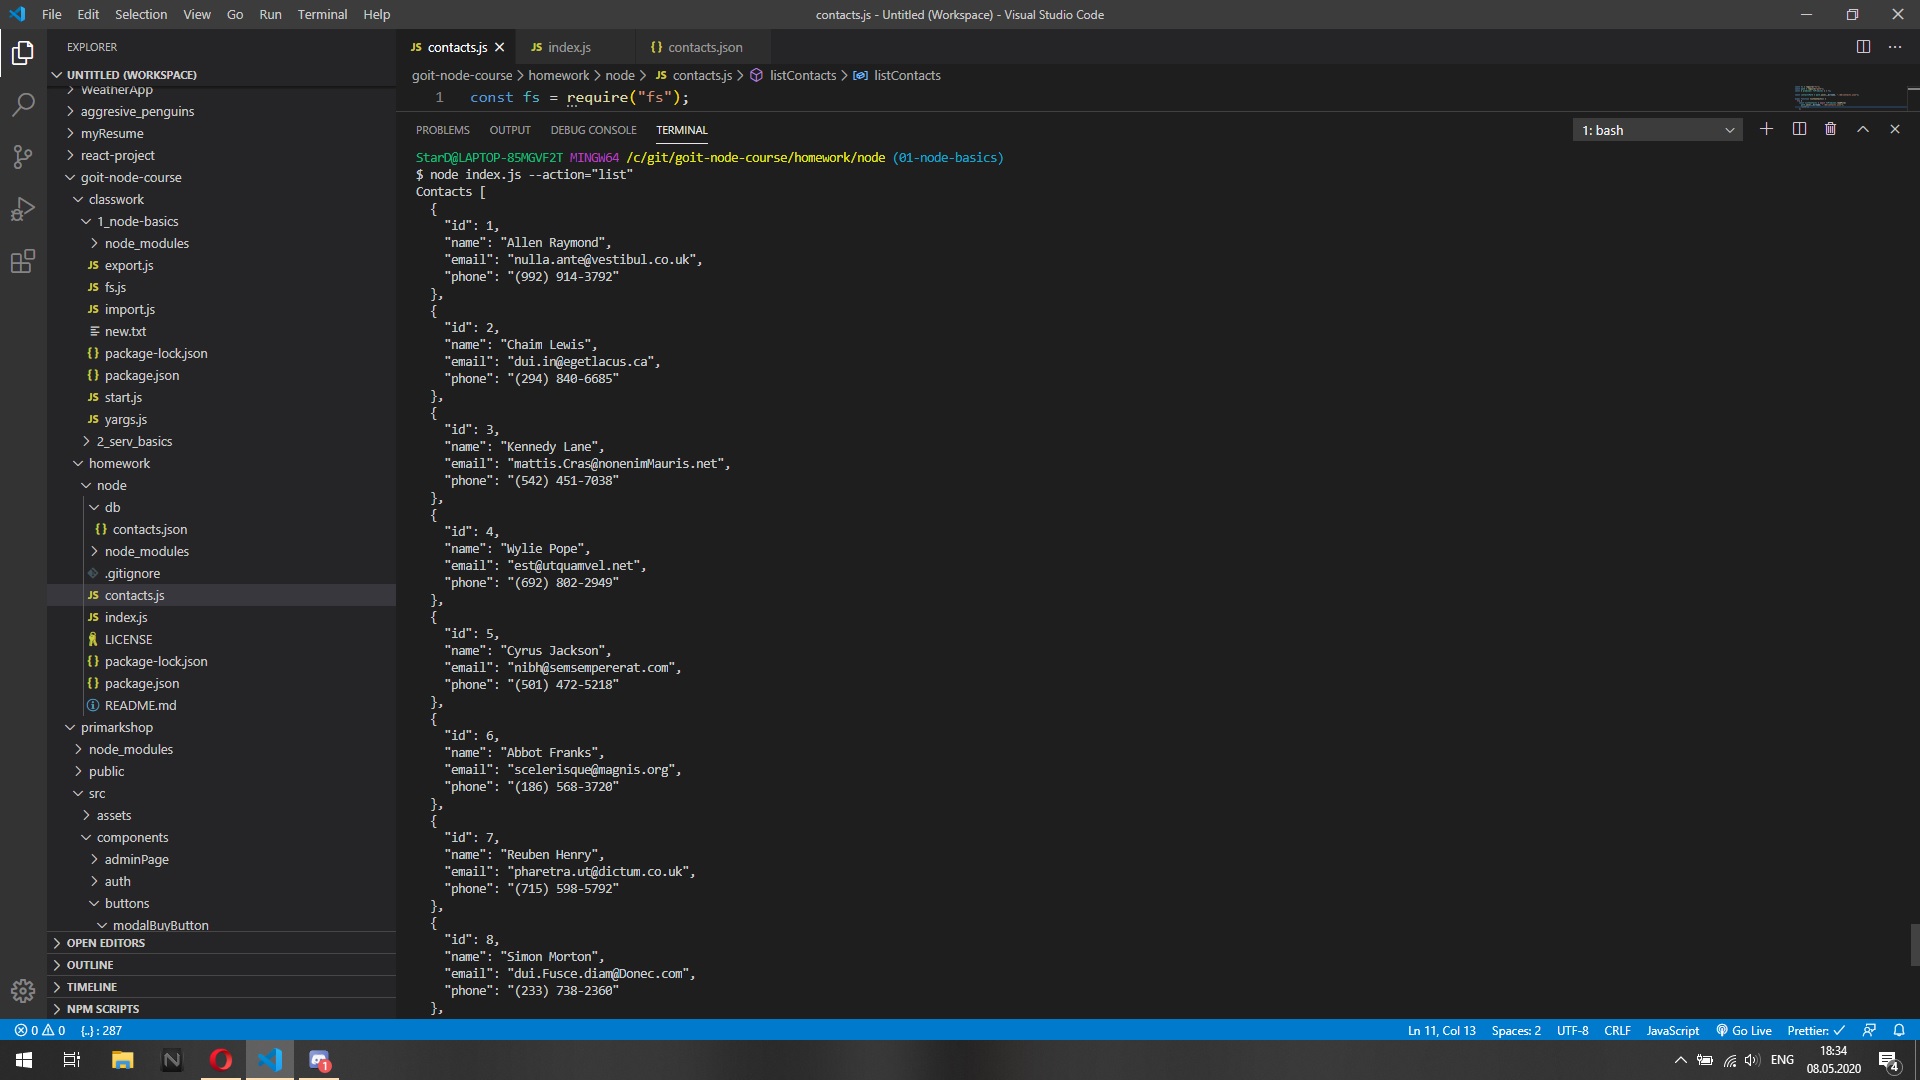 File Edit Selection View Go Run Terminal Help
contacts.js - Untitled (Workspace) - Visual Studio Code
EXPLORER
UNTITLED (WORKSPACE)
WeatherApp
aggresive_penguins
myResume
react-project
goit-node-course
classwork
1_node-basics
node_modules
JS export.js
JS fs.js
JS import.js
new.txt
{} package-lock.json
{} package.json
JS start.js
JS yargs.js
2_serv_basics
homework
node
db
{} contacts.json
node_modules
.gitignore
JS contacts.js
JS index.js
LICENSE
{} package-lock.json
{} package.json
README.md
primarkshop
node_modules
public
src
assets
components
adminPage
auth
buttons
modalBuyButton
OPEN EDITORS
OUTLINE
TIMELINE
NPM SCRIPTS
JS contacts.js JS index.js {} contacts.json
goit-node-course > homework > node > JS contacts.js > listContacts > listContacts
1 const fs = require("fs");
PROBLEMS OUTPUT DEBUG CONSOLE TERMINAL 1: bash
StarD@LAPTOP-85MGVF2T MINGW64 /c/git/goit-node-course/homework/node (01-node-basics)
$ node index.js --action="list"
Contacts [
{
"id": 1,
"name": "Allen Raymond",
"email": "nulla.ante@vestibul.co.uk",
"phone": "(992) 914-3792"
},
{
"id": 2,
"name": "Chaim Lewis",
"email": "dui.in@egetlacus.ca",
"phone": "(294) 840-6685"
},
{
"id": 3,
"name": "Kennedy Lane",
"email": "mattis.Cras@nonenimMauris.net",
"phone": "(542) 451-7038"
},
{
"id": 4,
"name": "Wylie Pope",
"email": "est@utquamvel.net",
"phone": "(692) 802-2949"
},
{
"id": 5,
"name": "Cyrus Jackson",
"email": "nibh@semsempererat.com",
"phone": "(501) 472-5218"
},
{
"id": 6,
"name": "Abbot Franks",
"email": "scelerisque@magnis.org",
"phone": "(186) 568-3720"
},
{
"id": 7,
"name": "Reuben Henry",
"email": "pharetra.ut@dictum.co.uk",
"phone": "(715) 598-5792"
},
{
"id": 8,
"name": "Simon Morton",
"email": "dui.Fusce.diam@Donec.com",
"phone": "(233) 738-2360"
},
0 0 {..} : 287 Ln 11, Col 13 Spaces: 2 UTF-8 CRLF JavaScript Go Live Prettier: ✓
1 ENG 18:34
08.05.2020 4